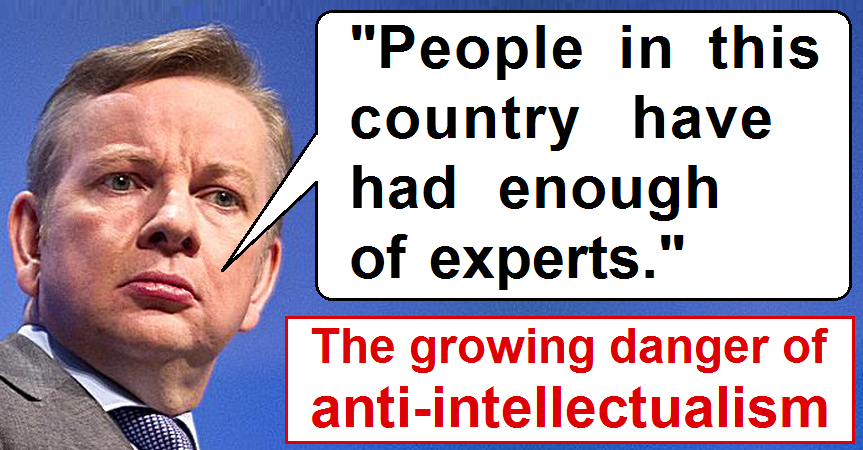 "People in this
country have
had enough
of experts."
The growing danger of
anti-intellectualism